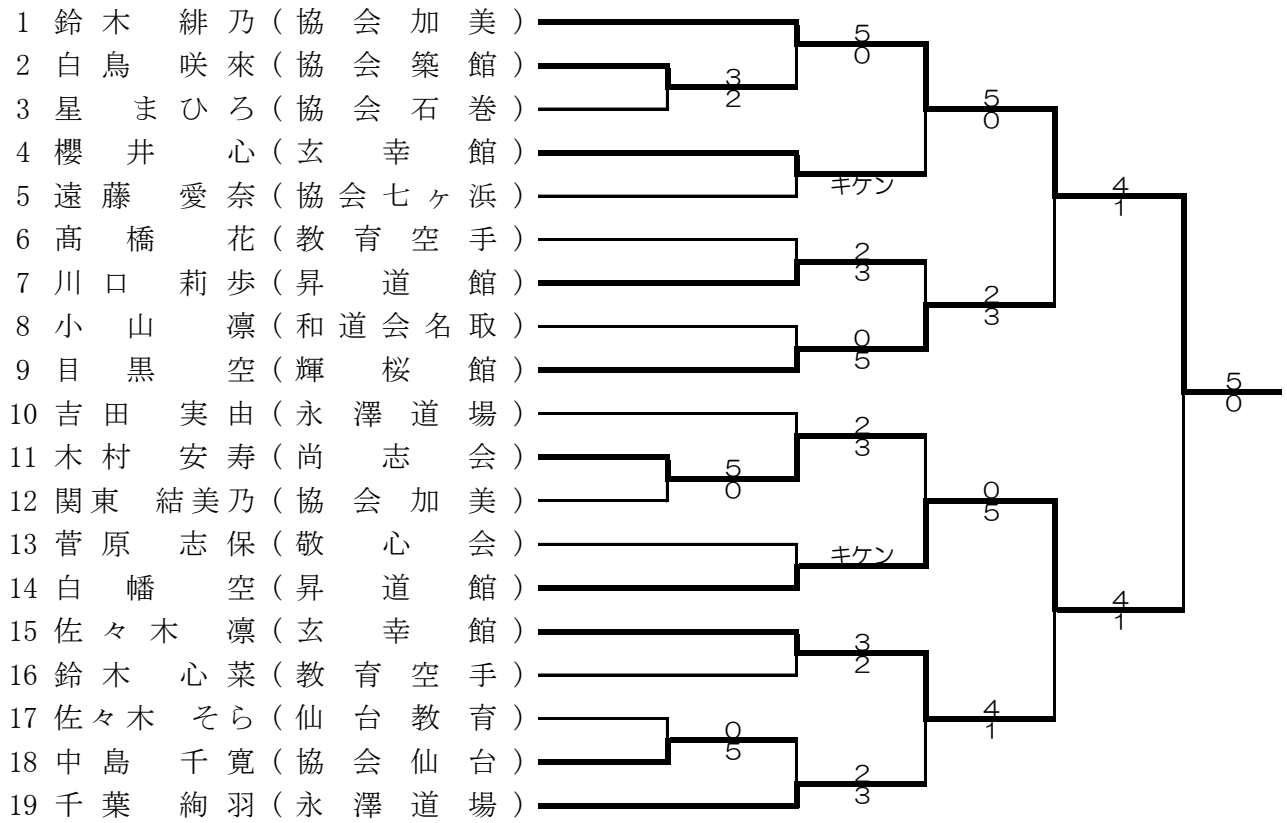 1 鈴木 緋乃(協会加美)
5
0
2 白鳥 咲來(協会築館)
3
2
3 星 まひろ(協会石巻)
5
0
4 櫻井 心(玄幸館)
キケン
5 遠藤 愛奈(協会七ヶ浜)
4
1
6 髙橋 花(教育空手)
2
3
7 川口 莉歩(昇道館)
2
3
8 小山 凛(和道会名取)
0
5
9 目黒 空(輝桜館)
5
0
10 吉田 実由(永澤道場)
2
3
11 木村 安寿(尚志会)
5
0
12 関東 結美乃(協会加美)
0
5
13 菅原 志保(敬心会)
キケン
14 白幡 空(昇道館)
4
1
15 佐々木 凛(玄幸館)
3
2
16 鈴木 心菜(教育空手)
17 佐々木 そら(仙台教育)
4
1
0
5
18 中島 千寛(協会仙台)
2
3
19 千葉 絢羽(永澤道場)